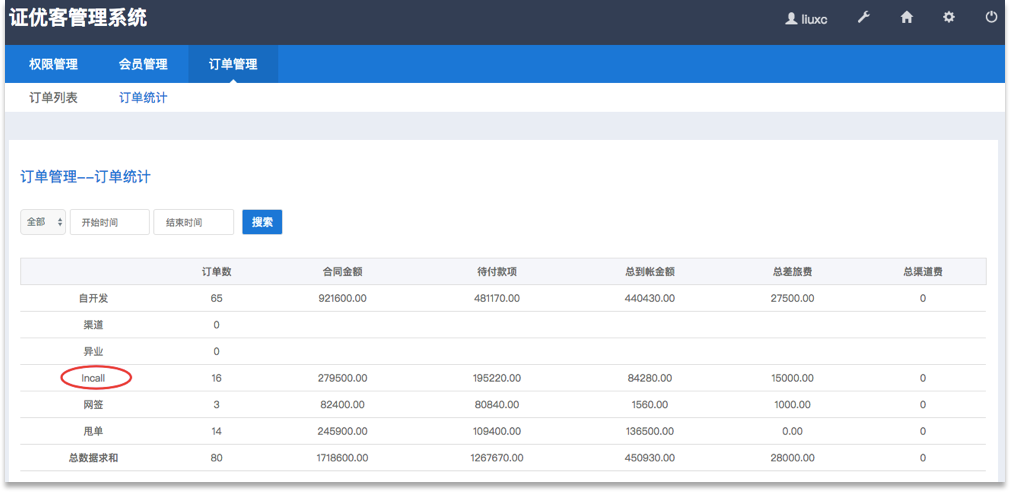 证优客管理系统
liuxc
权限管理 会员管理 订单管理
订单列表 订单统计
订单管理--订单统计
全部 开始时间 结束时间 搜索
订单数 合同金额 待付款项 总到帐金额 总差旅费 总渠道费
自开发 65 921600.00 481170.00 440430.00 27500.00 0
渠道 0
异业 0
Incall 16 279500.00 195220.00 84280.00 15000.00 0
网签 3 82400.00 80840.00 1560.00 1000.00 0
甩单 14 245900.00 109400.00 136500.00 0.00 0
总数据求和 80 1718600.00 1267670.00 450930.00 28000.00 0